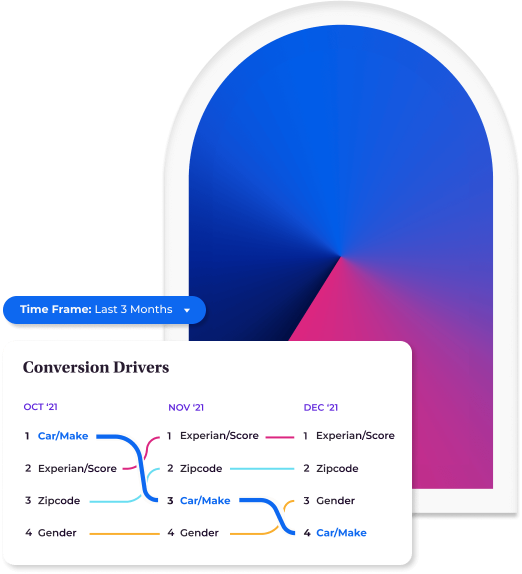 Time Frame: Last 3 Months
Conversion Drivers
OCT '21 NOV '21 DEC '21
1 Car/Make 1 Experian/Score 1 Experian/Score
2 Experian/Score 2 Zipcode 2 Zipcode
3 Zipcode 3 Car/Make 3 Gender
4 Gender 4 Gender 4 Car/Make